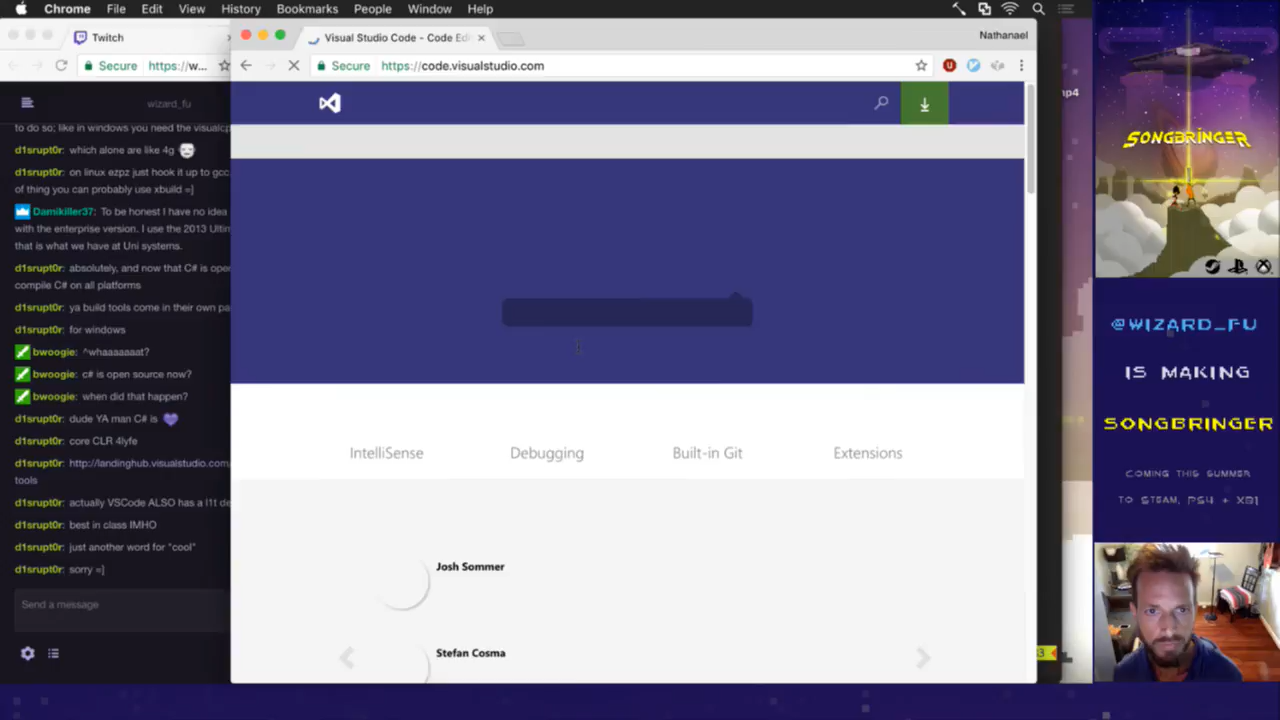 Chrome File Edit View History Bookmarks People Window Help
Twitch
Visual Studio Code - Code Edi
Nathanael
Secure https://w...
Secure https://code.visualstudio.com
wizard_fu
to do so; like in windows you need the visualcp
d1srupt0r: which alone are like 4g
d1srupt0r: on linux ezpz just hook it up to gcc
of thing you can probably use xbuild =]
Damikiller37: To be honest I have no idea
with the enterprise version. I use the 2013 Ulti
that is what we have at Uni systems.
d1srupt0r: absolutely, and now that C# is ope
compile C# on all platforms
d1srupt0r: ya build tools come in their own pa
for windows
bwoogie: ^whaaaaaaat?
bwoogie: c# is open source now?
bwoogie: when did that happen?
d1srupt0r: dude YA man C# is
d1srupt0r: core CLR 4lyfe
d1srupt0r: http://landinghub.visualstudio.com
tools
d1srupt0r: actually VSCode ALSO has a l1t de
d1srupt0r: best in class IMHO
d1srupt0r: just another word for "cool"
d1srupt0r: sorry =]
Send a message
IntelliSense Debugging Built-in Git Extensions
Josh Sommer
Stefan Cosma
mp4
33
SONGBRINGER
@WIZARD_FU
IS MAKING
SONGBRINGER
COMING THIS SUMMER
TO STEAM, PS4 + XB1